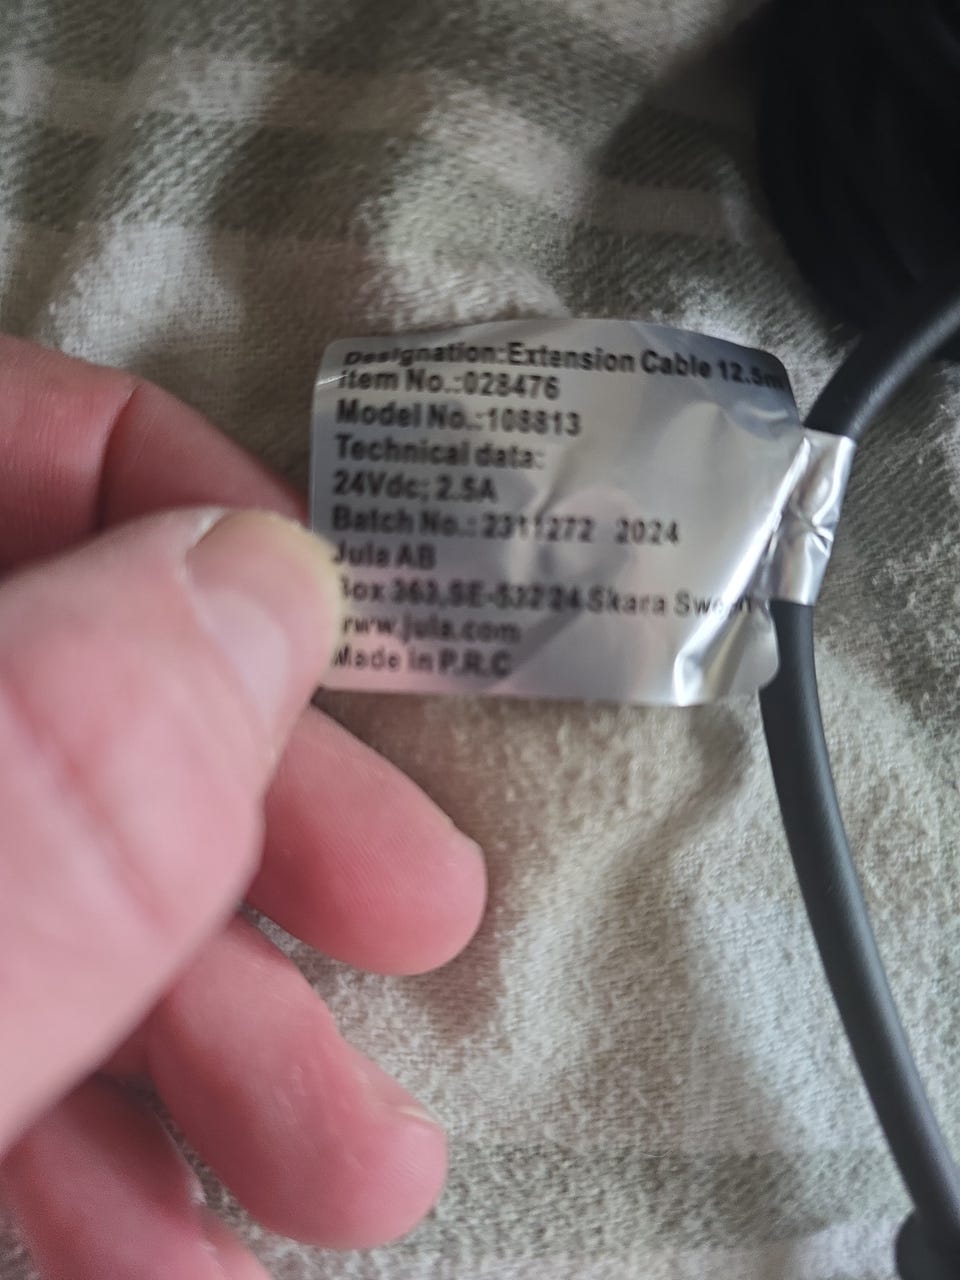 Designation:Extension Cable 12.5m
Item No.:028476
Model No.:108813
Technical data:
24Vdc; 2.5A
Batch No.: 2311272 2024
Jula AB
Box 363,SE-532 24 Skara Sweden
www.jula.com
Made in P.R.C